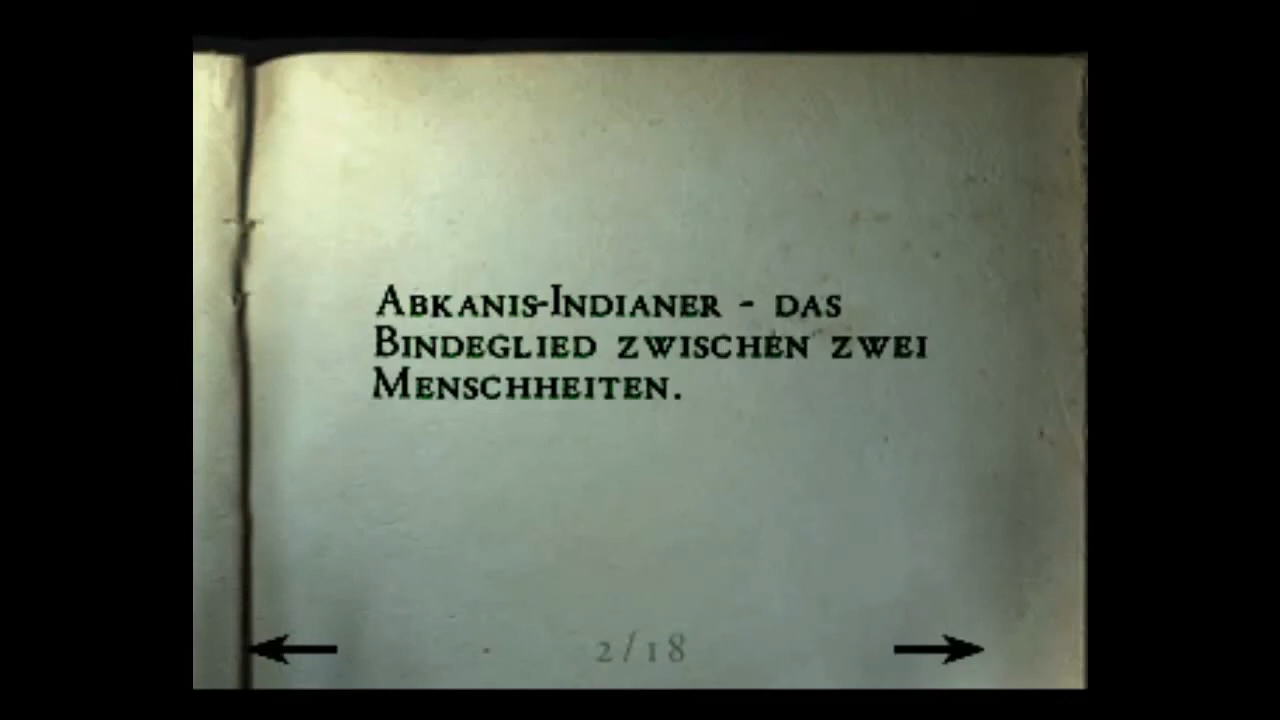 Abkanis-Indianer - das
Bindeglied zwischen zwei
Menschheiten.
2/18